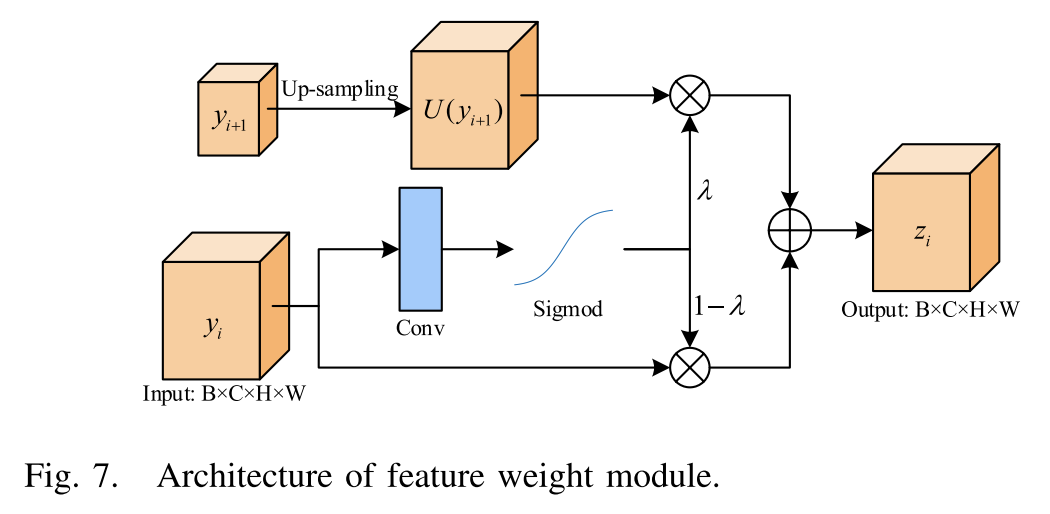 Up-sampling
y_{i+1}
U(y_{i+1})
λ
z_i
Sigmod
1−λ
Output: B×C×H×W
y_i
Conv
Input: B×C×H×W
Fig. 7. Architecture of feature weight module.